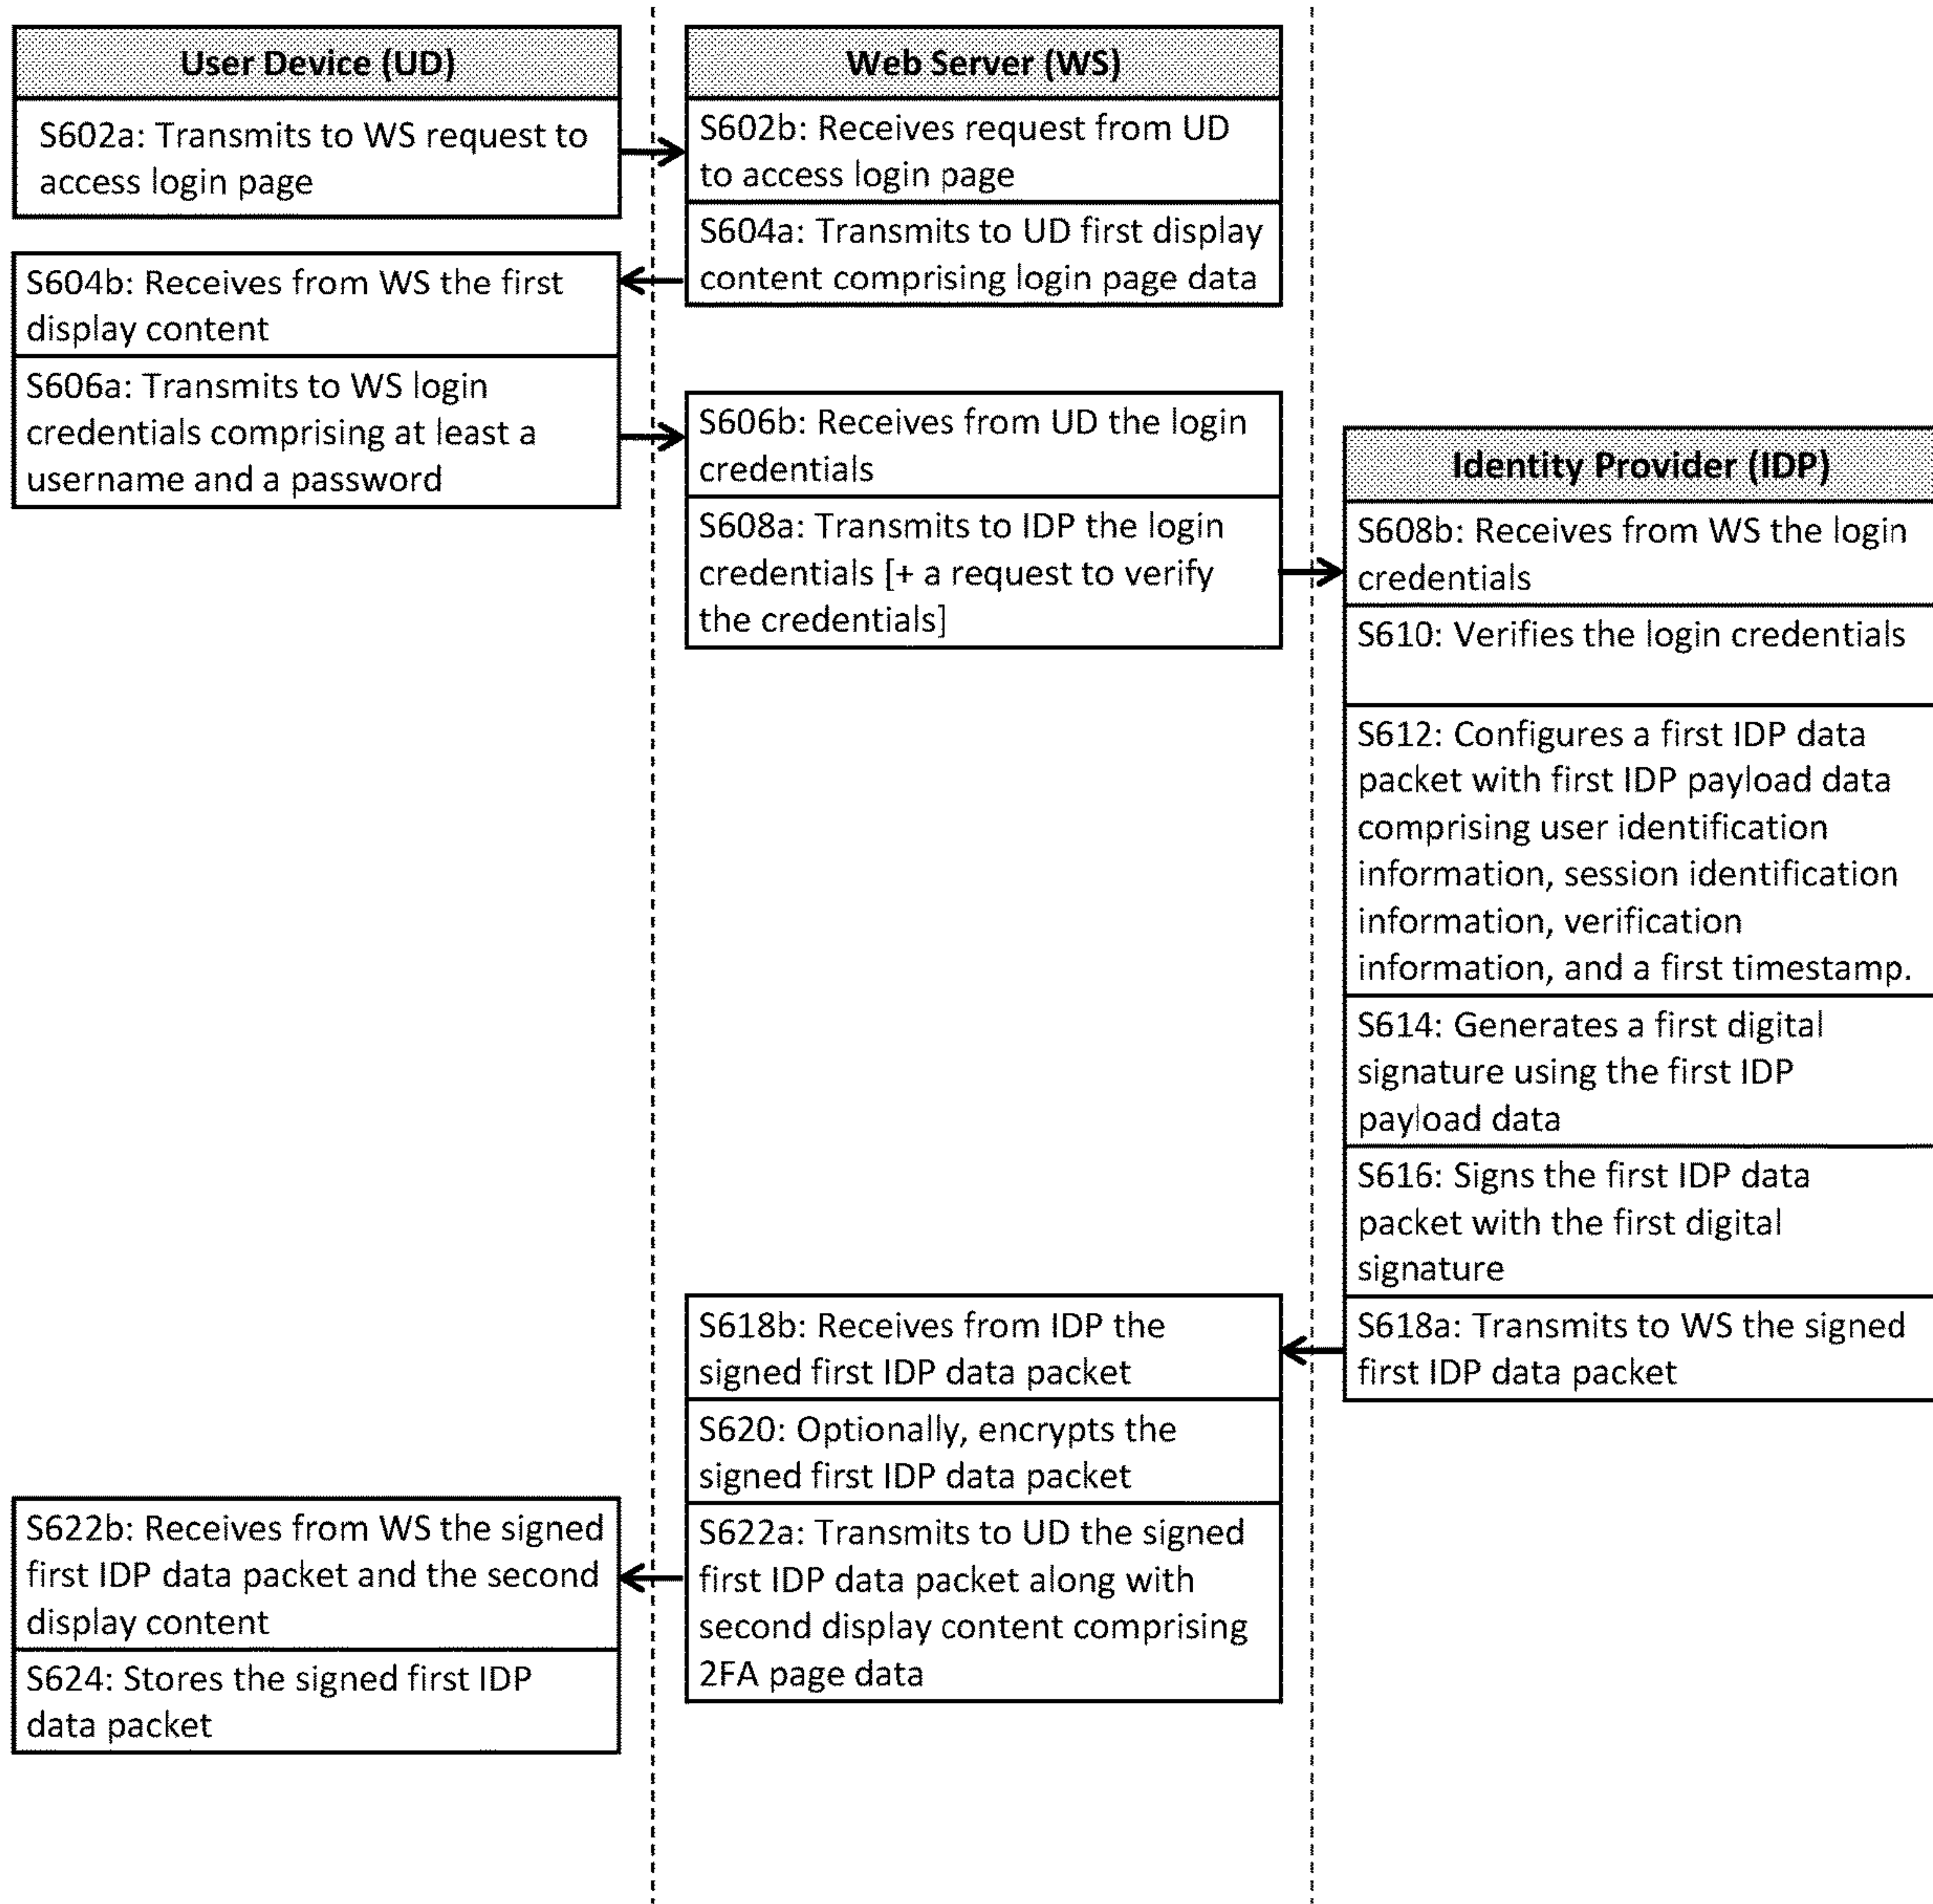 User Device (UD)
S602a: Transmits to WS request to
access login page
S604b: Receives from WS the first
display content
S606a: Transmits to WS login
credentials comprising at least a
username and a password
S622b: Receives from WS the signed
first IDP data packet and the second
display content
S624: Stores the signed first IDP
data packet
Web Server (WS)
S602b: Receives request from UD
to access login page
S604a: Transmits to UD first display
content comprising login page data
S606b: Receives from UD the login
credentials
S608a: Transmits to IDP the login
credentials [+ a request to verify
the credentials]
S618b: Receives from IDP the
signed first IDP data packet
S620: Optionally, encrypts the
signed first IDP data packet
S622a: Transmits to UD the signed
first IDP data packet along with
second display content comprising
2FA page data
Identity Provider (IDP)
S608b: Receives from WS the login
credentials
S610: Verifies the login credentials
S612: Configures a first IDP data
packet with first IDP payload data
comprising user identification
information, session identification
information, verification
information, and a first timestamp.
S614: Generates a first digital
signature using the first IDP
payload data
S616: Signs the first IDP data
packet with the first digital
signature
S618a: Transmits to WS the signed
first IDP data packet